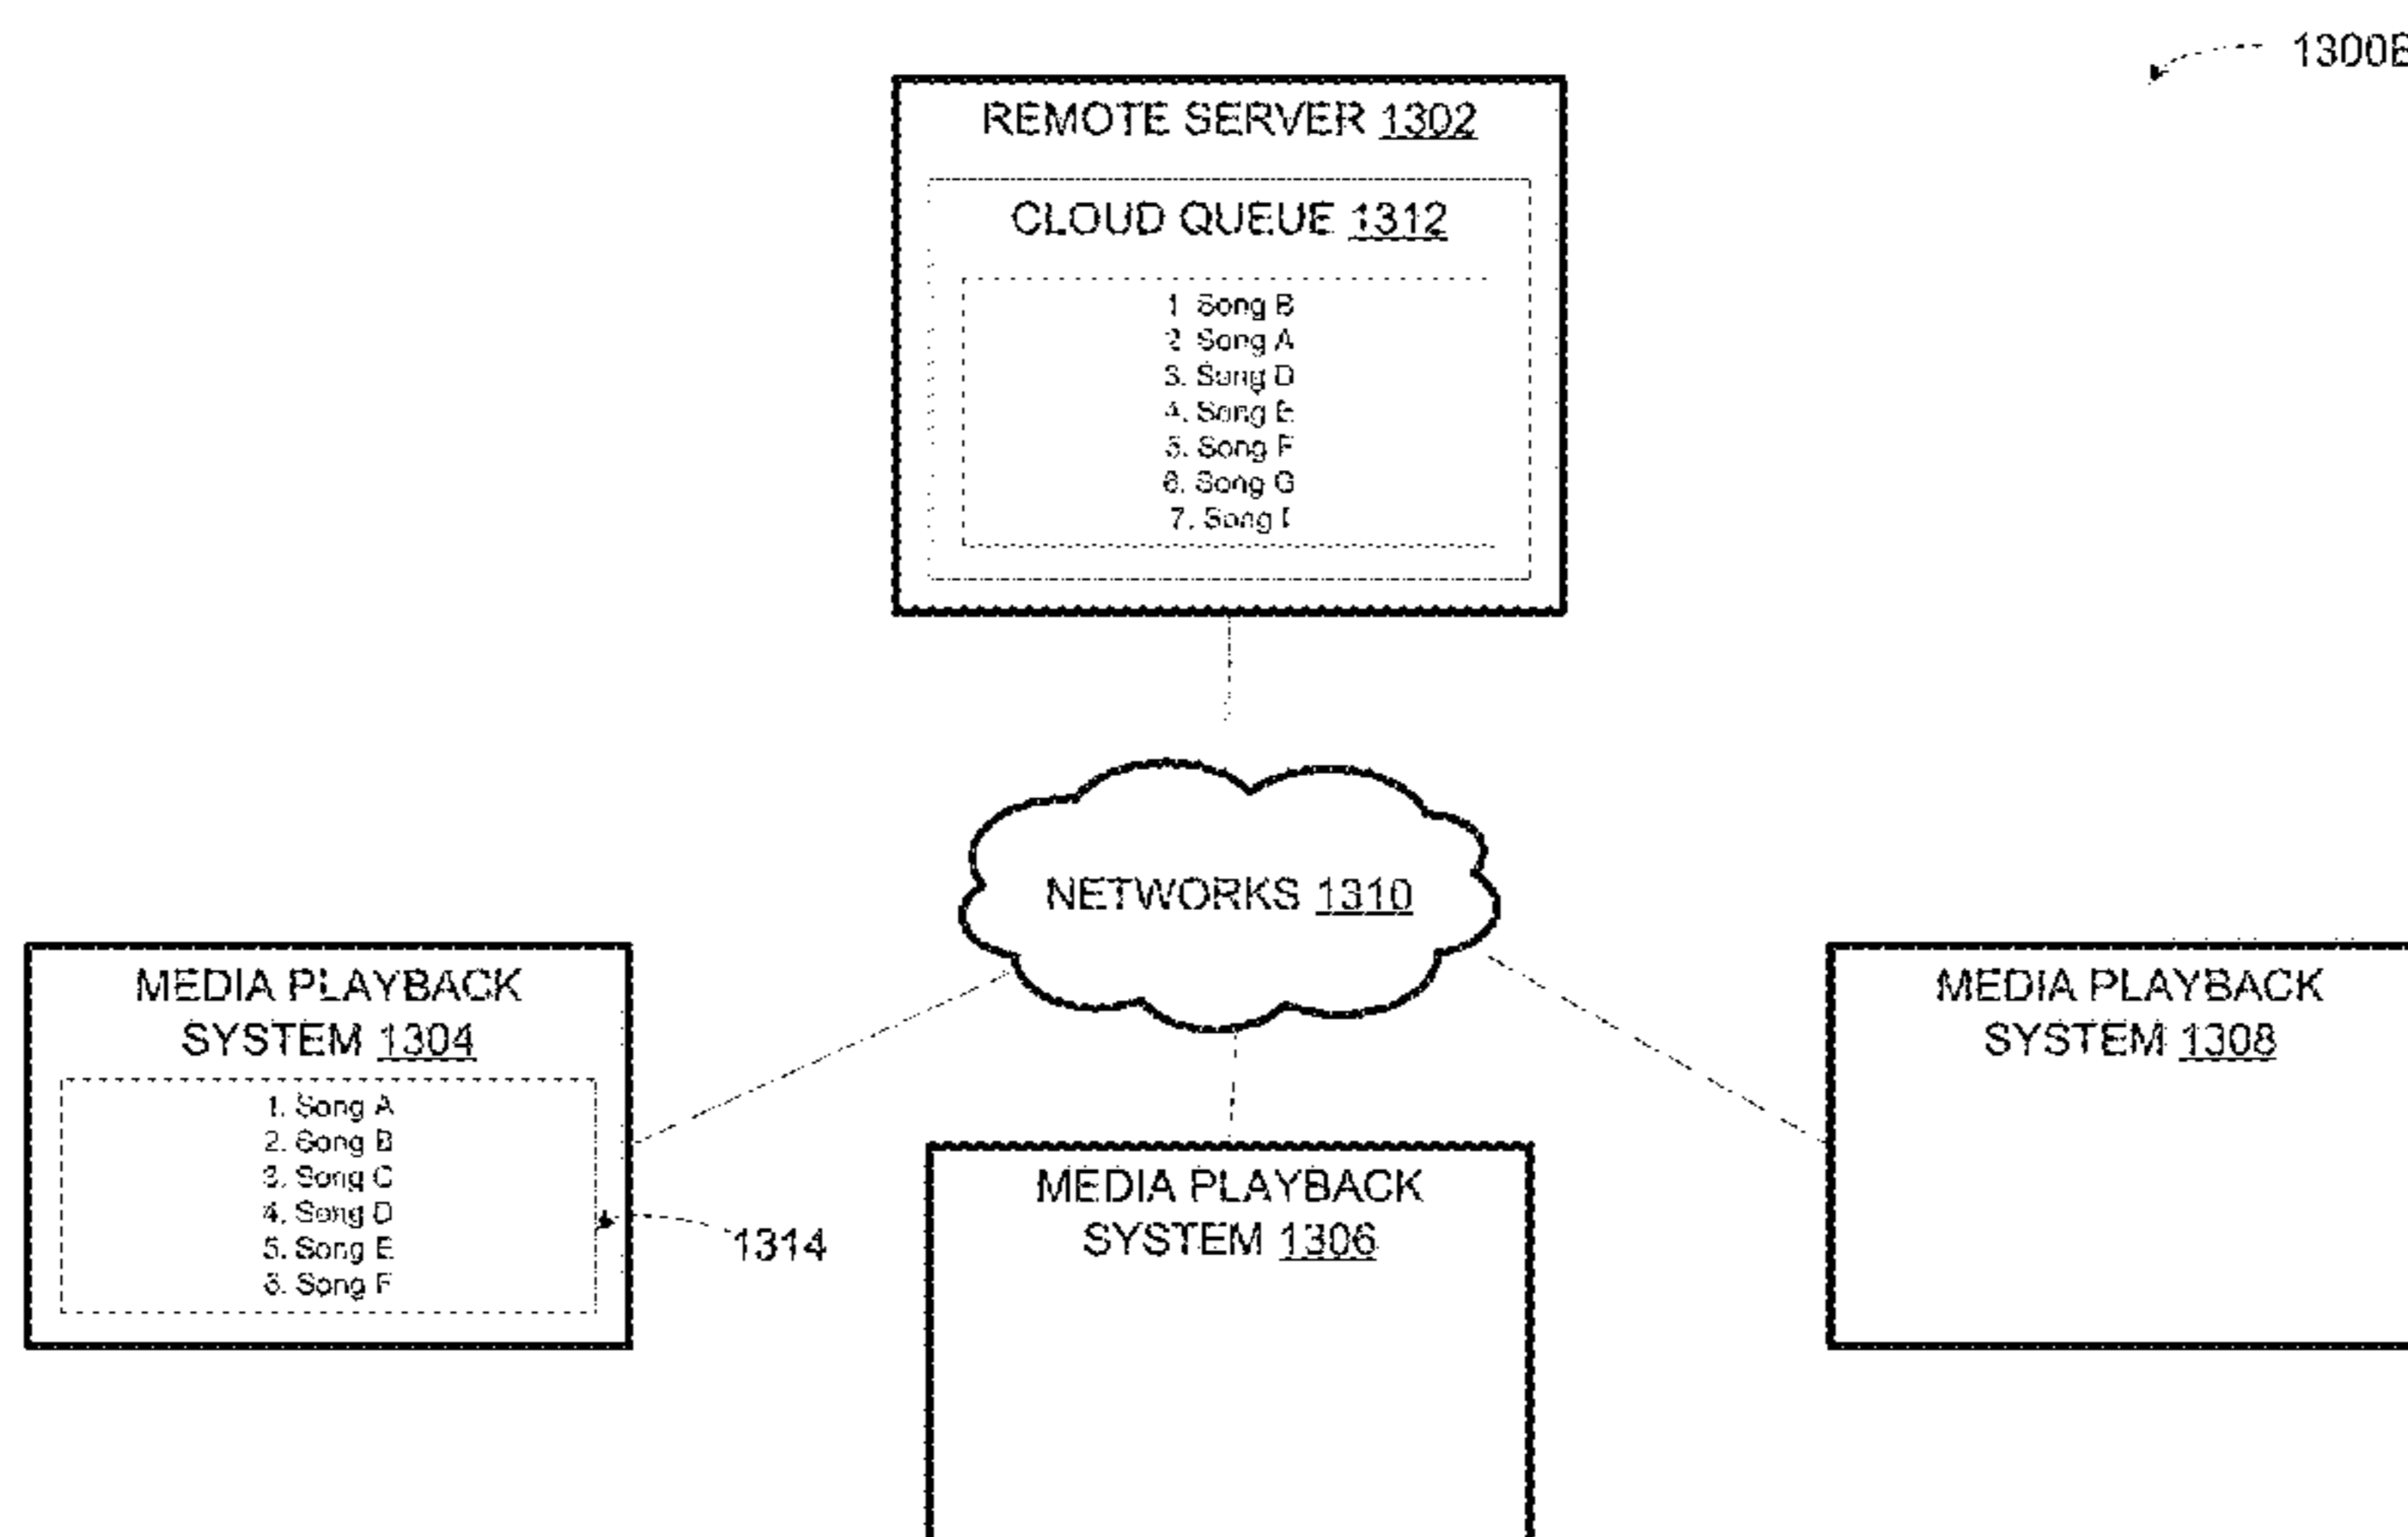 1300B
REMOTE SERVER 1302
CLOUD QUEUE 1312
1 Song B
2 Song A
3. Song D
4. Song E
5. Song F
6. Song G
7. Song I
NETWORKS 1310
MEDIA PLAYBACK
SYSTEM 1304
1. Song A
2. Song B
3. Song C
4. Song D
5. Song E
6. Song F
1314
MEDIA PLAYBACK
SYSTEM 1306
MEDIA PLAYBACK
SYSTEM 1308